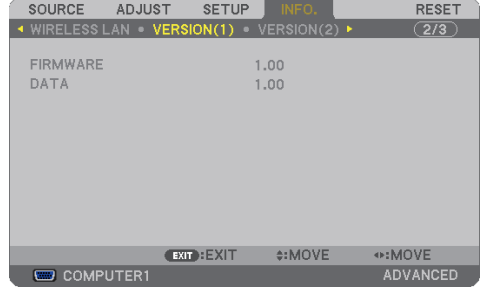 SOURCE ADJUST SETUP INFO. RESET
WIRELESS LAN • VERSION(1) • VERSION(2) 2/3
FIRMWARE 1.00
DATA 1.00
EXIT :EXIT :MOVE :MOVE
COMPUTER1 ADVANCED